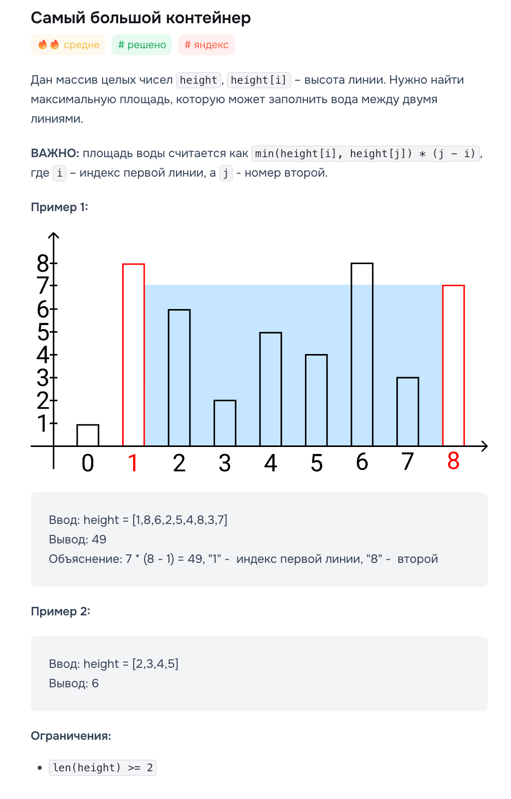 Самый большой контейнер
🔥🔥 средне # решено # яндекс
Дан массив целых чисел height, height[i] – высота линии. Нужно найти
максимальную площадь, которую может заполнить вода между двумя
линиями.
ВАЖНО: площадь воды считается как min(height[i], height[j]) * (j - i),
где i – индекс первой линии, а j - номер второй.
Пример 1:
8
7
6
5
4
3
2
1
0 1 2 3 4 5 6 7 8
Ввод: height = [1,8,6,2,5,4,8,3,7]
Вывод: 49
Объяснение: 7 * (8 - 1) = 49, "1" - индекс первой линии, "8" - второй
Пример 2:
Ввод: height = [2,3,4,5]
Вывод: 6
Ограничения:
• len(height) >= 2